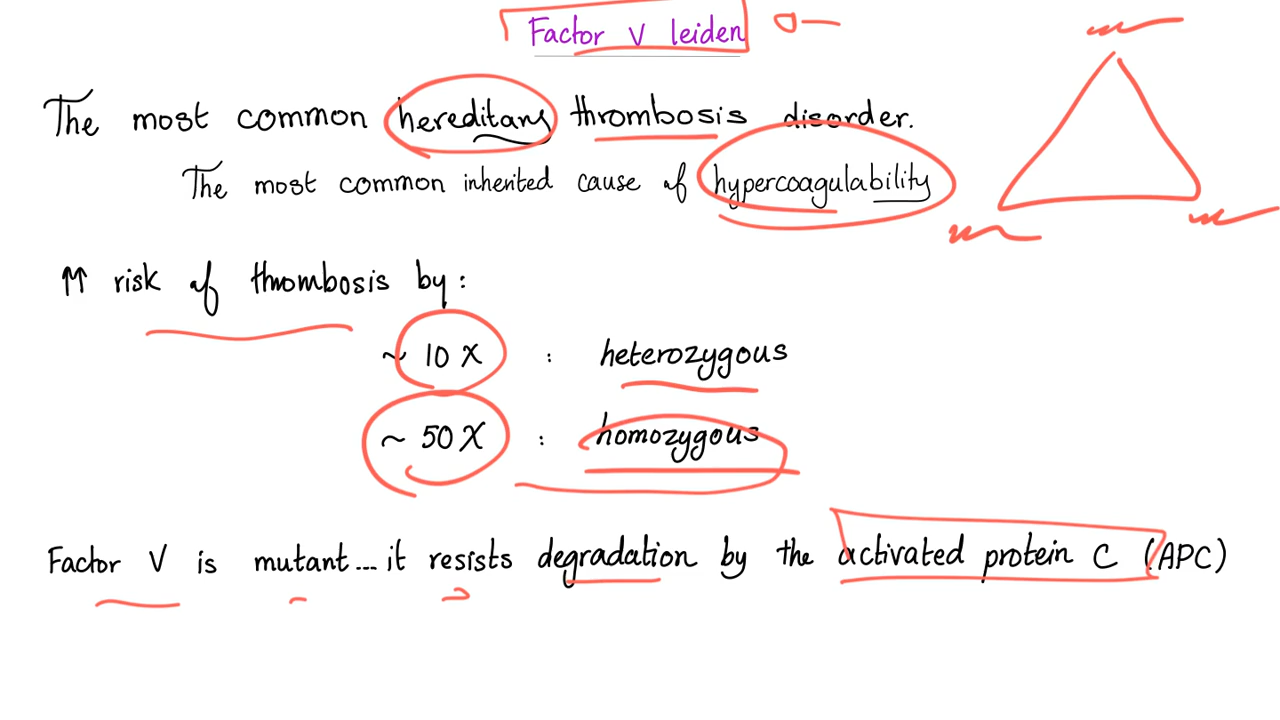 Factor V leiden
The most common hereditary thrombosis disorder.
The most common inherited cause of hypercoagulability
↑↑ risk of thrombosis by:
~ 10 X : heterozygous
~ 50 X : homozygous
Factor V is mutant... it resists degradation by the activated protein C (APC)